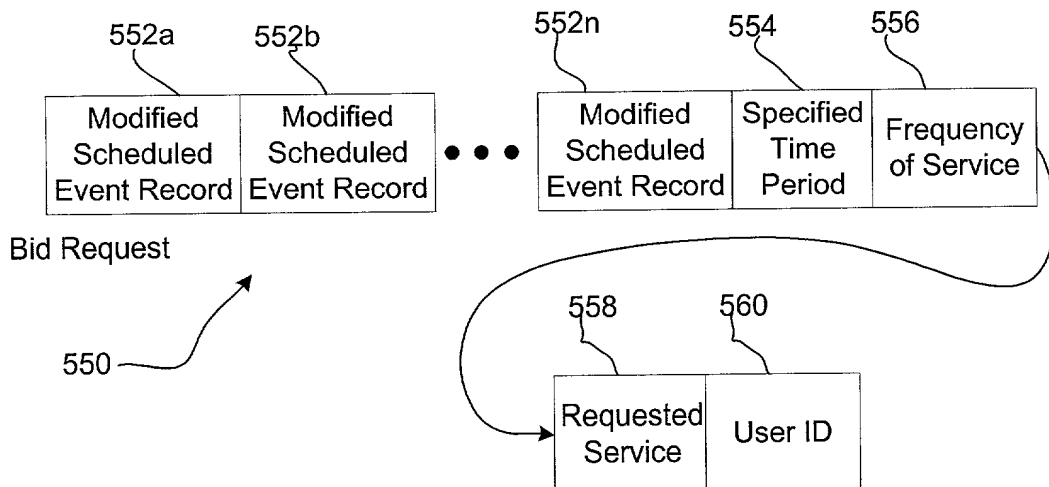 552a 552b 552n 554 556
Modified Scheduled Event Record
Modified Scheduled Event Record
Modified Scheduled Event Record
Specified Time Period
Frequency of Service
Bid Request
550
558 560
Requested Service
User ID